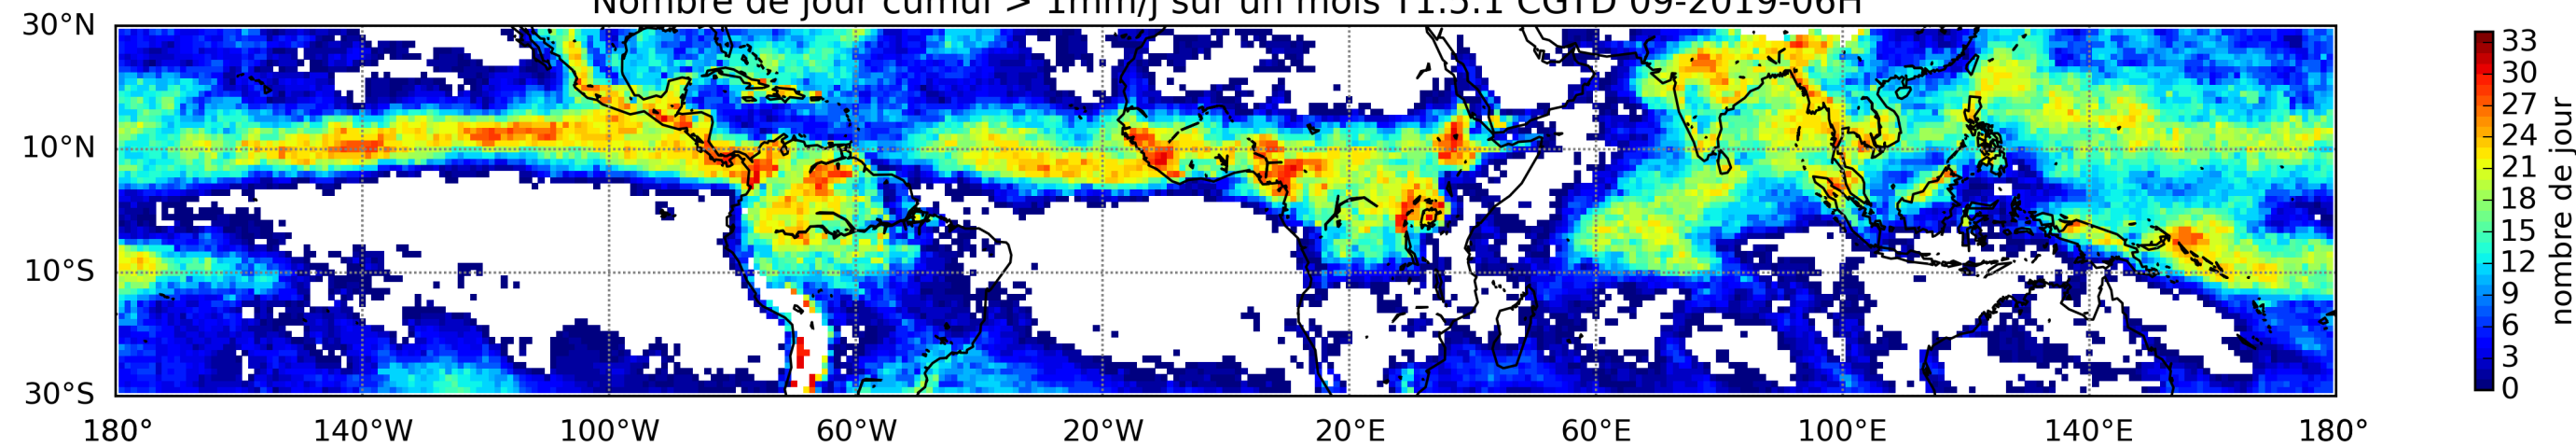 Nombre de jour cumul > 1mm/j sur un mois T1.5.1 CGTD 09-2019-06H
30°N
10°N
10°S
30°S
180° 140°W 100°W 60°W 20°W 20°E 60°E 100°E 140°E 180°
33
30
27
24
21
18
15
12
9
6
3
0
nombre de jour